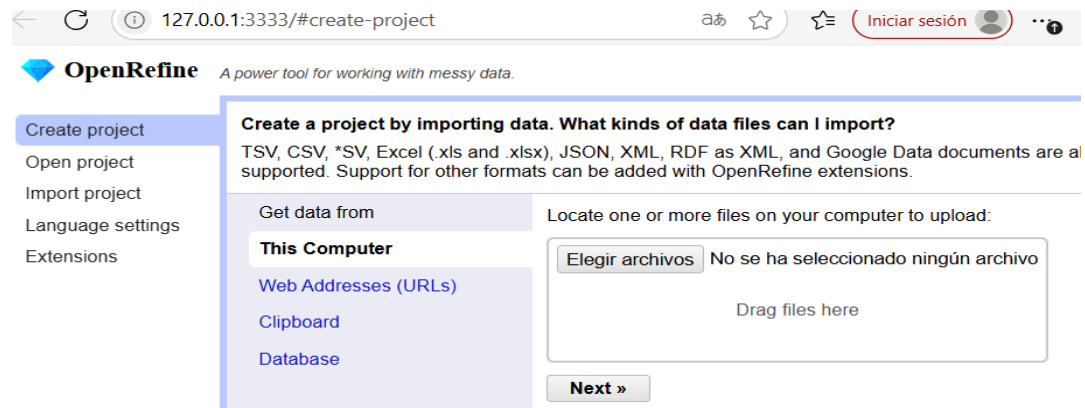 127.0.0.1:3333/#create-project
aあ
Iniciar sesión
OpenRefine A power tool for working with messy data.
Create project
Open project
Import project
Language settings
Extensions
Create a project by importing data. What kinds of data files can I import?
TSV, CSV, *SV, Excel (.xls and .xlsx), JSON, XML, RDF as XML, and Google Data documents are al
supported. Support for other formats can be added with OpenRefine extensions.
Get data from
This Computer
Web Addresses (URLs)
Clipboard
Database
Locate one or more files on your computer to upload:
Elegir archivos No se ha seleccionado ningún archivo
Drag files here
Next »